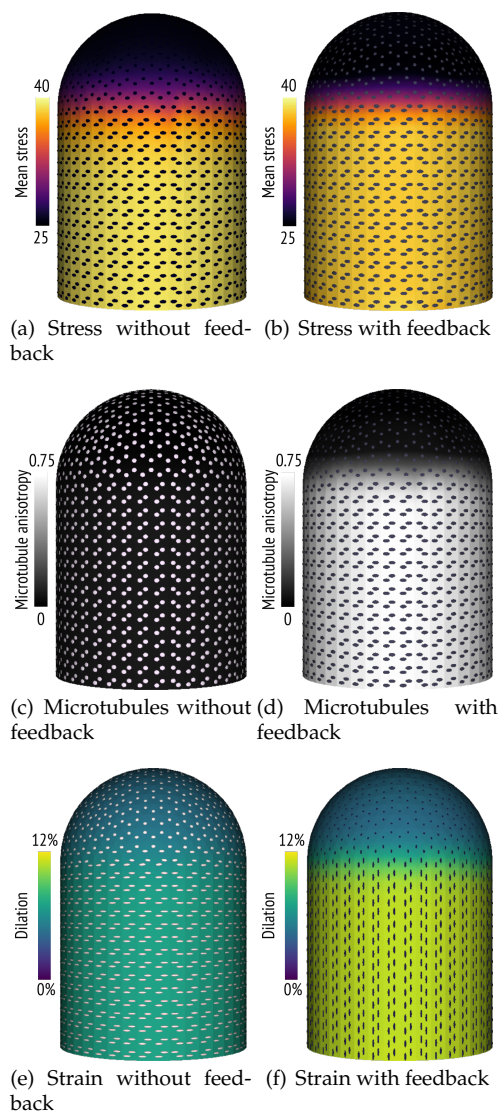 40
Mean stress
25
40
Mean stress
25
(a) Stress without feed-
back
(b) Stress with feedback
0.75
Microtubule anisotropy
0
0.75
Microtubule anisotropy
0
(c) Microtubules without
feedback
(d) Microtubules with
feedback
12%
Dilation
0%
12%
Dilation
0%
(e) Strain without feed-
back
(f) Strain with feedback